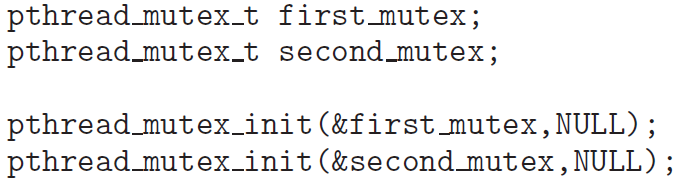 pthread_mutex_t first_mutex;
pthread_mutex_t second_mutex;
pthread_mutex_init(&first_mutex,NULL);
pthread_mutex_init(&second_mutex,NULL);